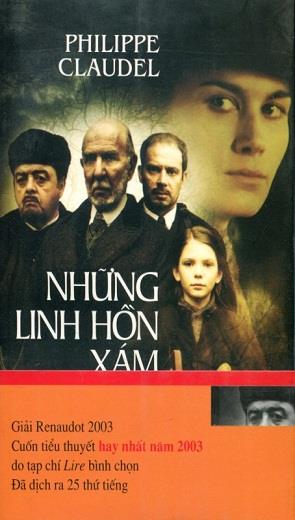 PHILIPPE
CLAUDEL
NHỮNG
LINH HỒN
XÁM
Giải Renaudot 2003
Cuốn tiểu thuyết hay nhất năm 2003
do tạp chí Lire bình chọn
Đã dịch ra 25 thứ tiếng